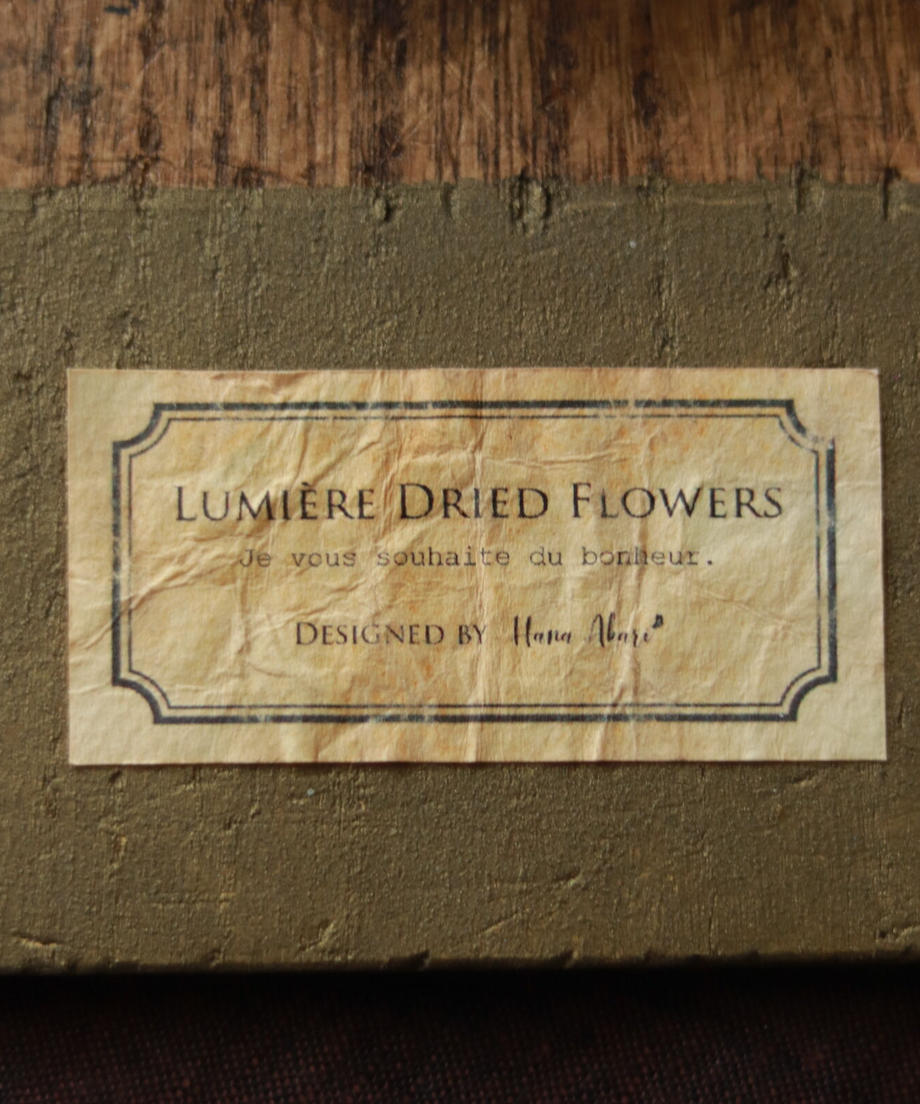 LUMIÈRE DRIED FLOWERS
Je vous souhaite du bonheur.
DESIGNED BY Hana Abari